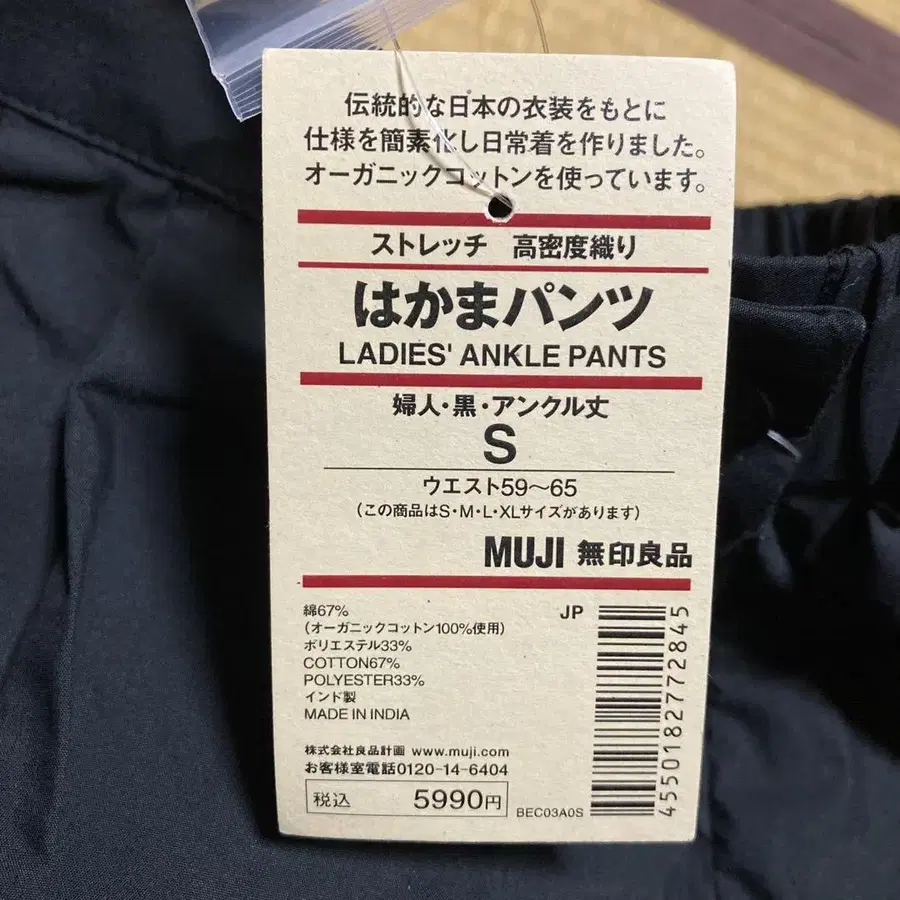 伝統的な日本の衣装をもとに
仕様を簡素化し日常着を作りました。
オーガニックコットンを使っています。
ストレッチ 高密度織り
はかまパンツ
LADIES' ANKLE PANTS
婦人・黒・アンクル丈
S
ウエスト59〜65
(この商品はS・M・L・XLサイズがあります)
MUJI 無印良品
綿67%
(オーガニックコットン100%使用)
ポリエステル33%
COTTON67%
POLYESTER33%
インド製
MADE IN INDIA
株式会社良品計画 www.muji.com
お客様室電話0120-14-6404
税込 5990円
JP
4550182772845
BEC03A0S